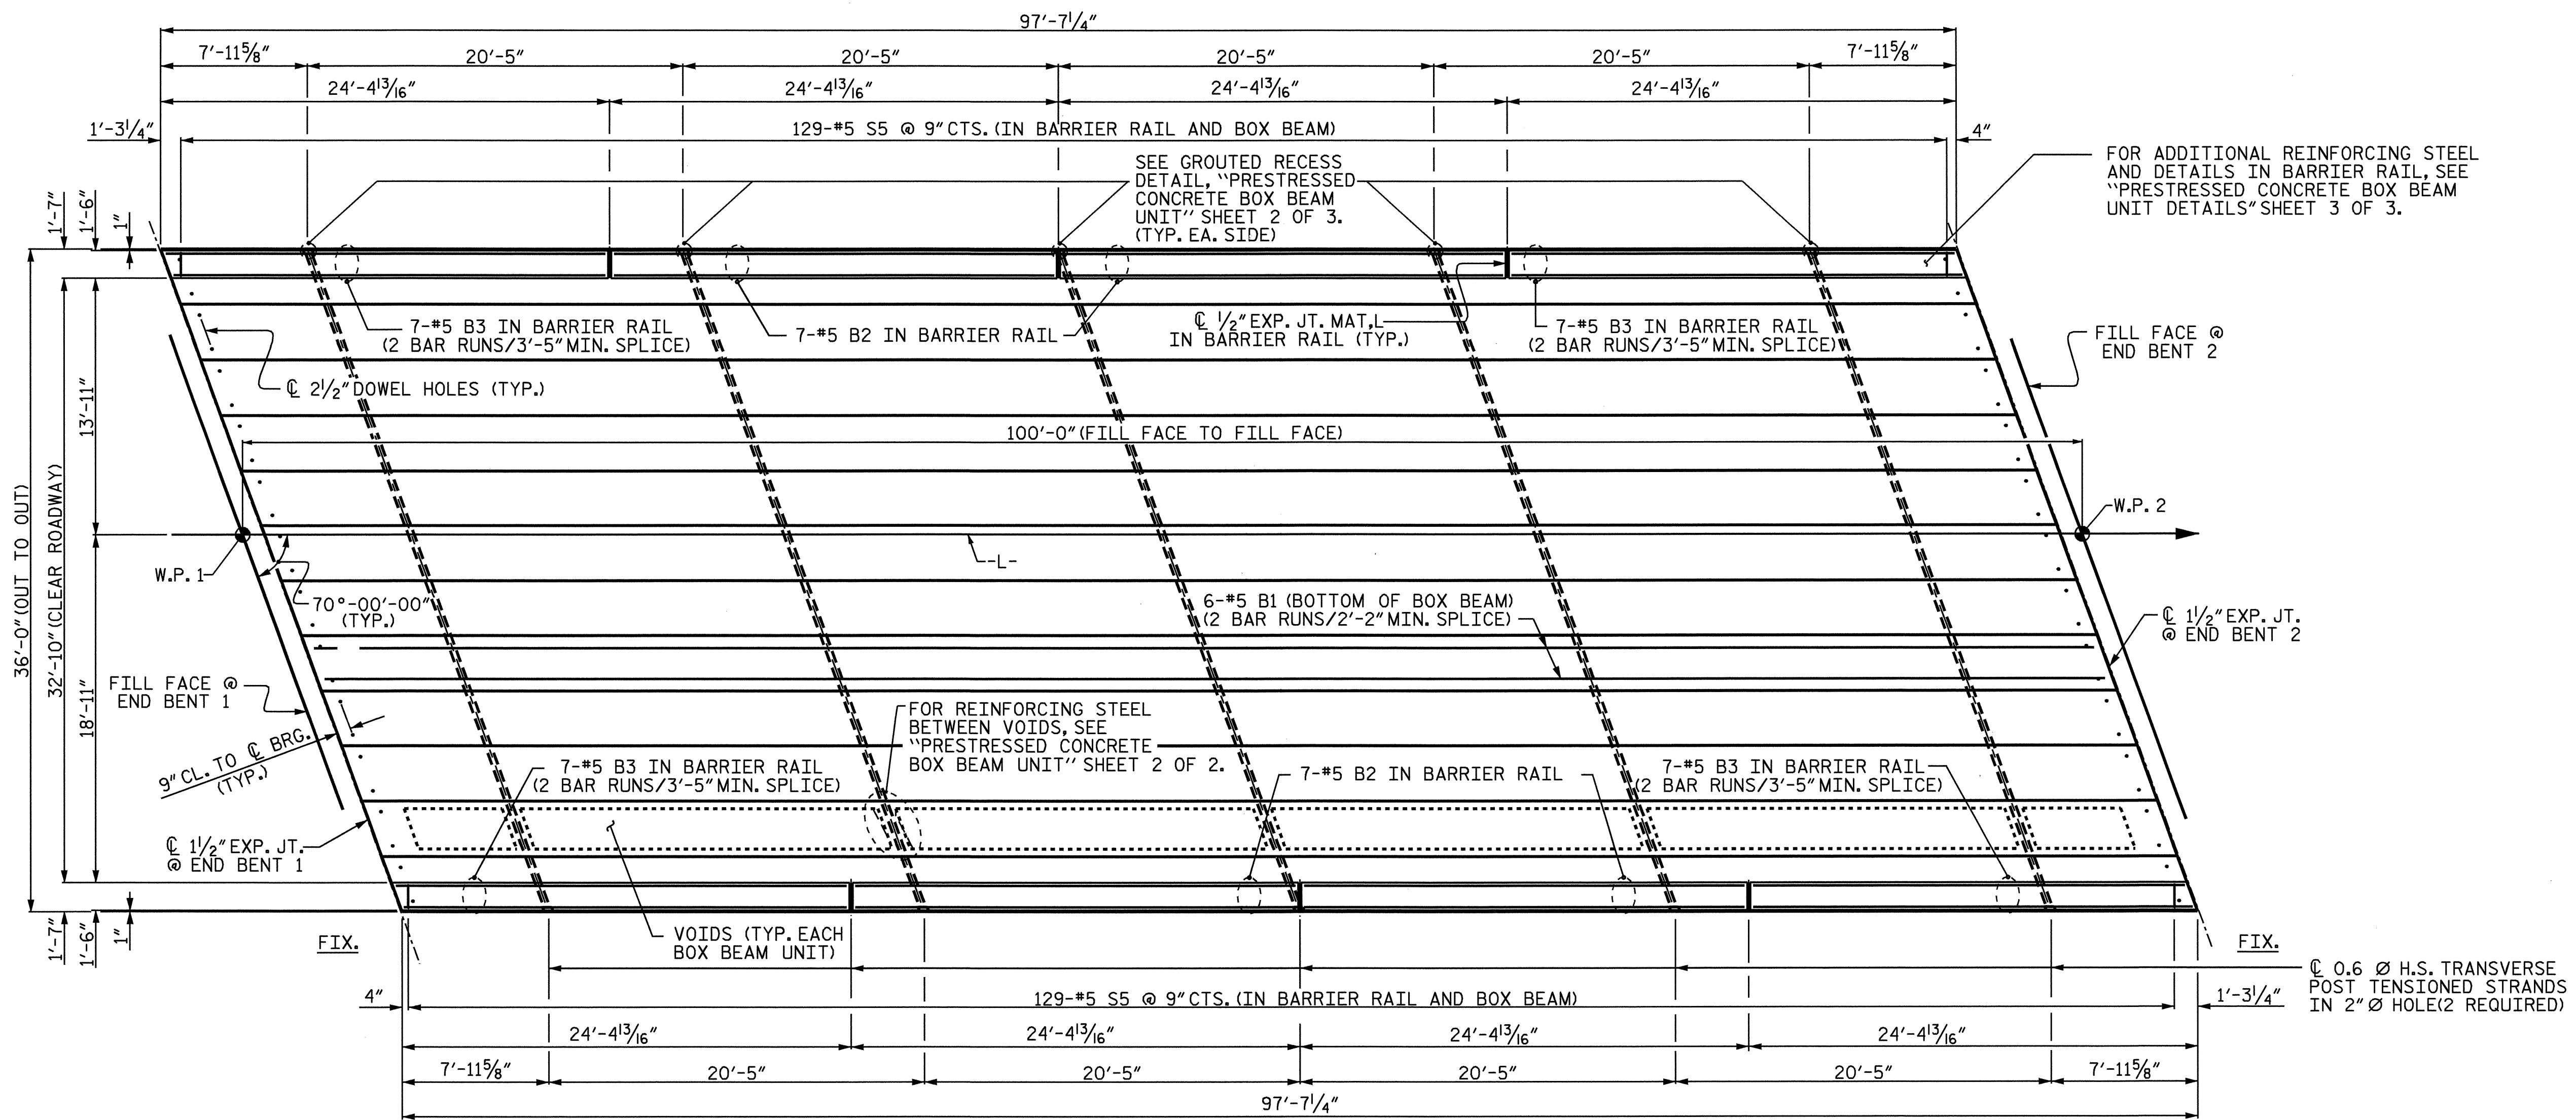 97'-7 1/4"
7'-11 5/8"
20'-5"
20'-5"
20'-5"
20'-5"
7'-11 5/8"
24'-4 13/16"
24'-4 13/16"
24'-4 13/16"
24'-4 13/16"
1'-3 1/4"
129-#5 S5 @ 9" CTS. (IN BARRIER RAIL AND BOX BEAM)
4"
SEE GROUTED RECESS
DETAIL, "PRESTRESSED
CONCRETE BOX BEAM
UNIT" SHEET 2 OF 3.
(TYP. EA. SIDE)
FOR ADDITIONAL REINFORCING STEEL
AND DETAILS IN BARRIER RAIL, SEE
"PRESTRESSED CONCRETE BOX BEAM
UNIT DETAILS" SHEET 3 OF 3.
1'-7"
1'-6"
1"
7-#5 B3 IN BARRIER RAIL
(2 BAR RUNS/3'-5" MIN. SPLICE)
7-#5 B2 IN BARRIER RAIL
℄ 1/2" EXP. JT. MAT,L
IN BARRIER RAIL (TYP.)
7-#5 B3 IN BARRIER RAIL
(2 BAR RUNS/3'-5" MIN. SPLICE)
FILL FACE @
END BENT 2
℄ 2 1/2" DOWEL HOLES (TYP.)
13'-11"
100'-0" (FILL FACE TO FILL FACE)
36'-0" (OUT TO OUT)
32'-10" (CLEAR ROADWAY)
W.P. 2
W.P. 1
-L-
70°-00'-00"
(TYP.)
6-#5 B1 (BOTTOM OF BOX BEAM)
(2 BAR RUNS/2'-2" MIN. SPLICE)
℄ 1 1/2" EXP. JT.
@ END BENT 2
FILL FACE @
END BENT 1
18'-11"
FOR REINFORCING STEEL
BETWEEN VOIDS, SEE
"PRESTRESSED CONCRETE
BOX BEAM UNIT" SHEET 2 OF 2.
9" CL. TO ℄ BRG.
(TYP.)
7-#5 B3 IN BARRIER RAIL
(2 BAR RUNS/3'-5" MIN. SPLICE)
7-#5 B2 IN BARRIER RAIL
7-#5 B3 IN BARRIER RAIL
(2 BAR RUNS/3'-5" MIN. SPLICE)
℄ 1 1/2" EXP. JT.
@ END BENT 1
1'-7"
1'-6"
1"
FIX.
VOIDS (TYP. EACH
BOX BEAM UNIT)
FIX.
℄ 0.6 Ø H.S. TRANSVERSE
POST TENSIONED STRANDS
IN 2" Ø HOLE(2 REQUIRED)
4"
129-#5 S5 @ 9" CTS. (IN BARRIER RAIL AND BOX BEAM)
1'-3 1/4"
24'-4 13/16"
24'-4 13/16"
24'-4 13/16"
24'-4 13/16"
7'-11 5/8"
20'-5"
20'-5"
20'-5"
20'-5"
7'-11 5/8"
97'-7 1/4"